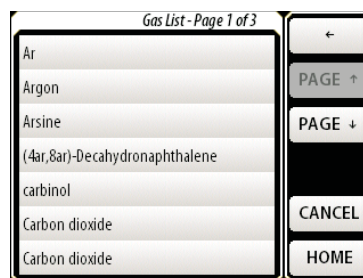 Gas List - Page 1 of 3
Ar
Argon
Arsine
(4ar,8ar)-Decahydronaphthalene
carbinol
Carbon dioxide
Carbon dioxide
←
PAGE ↑
PAGE ↓
CANCEL
HOME